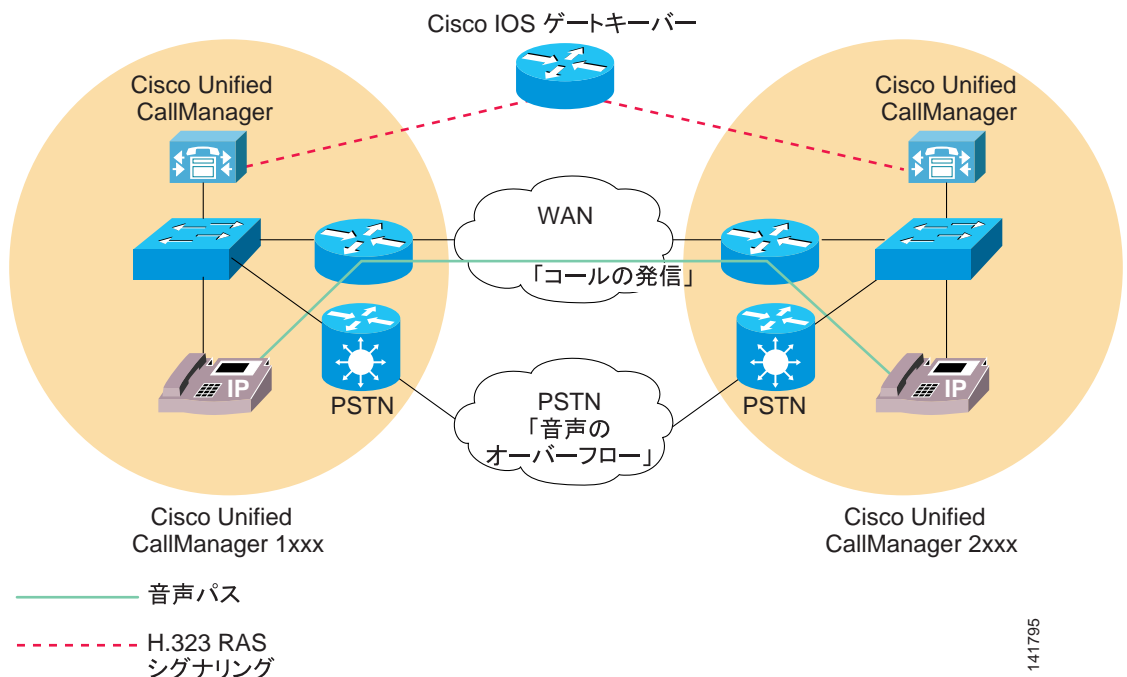 Cisco IOS ゲートキーパー
Cisco Unified
CallManager
Cisco Unified
CallManager
WAN
「コールの発信」
IP
PSTN
PSTN
「音声の
オーバーフロー」
PSTN
IP
Cisco Unified
CallManager 1xxx
Cisco Unified
CallManager 2xxx
音声パス
H.323 RAS
シグナリング
141795